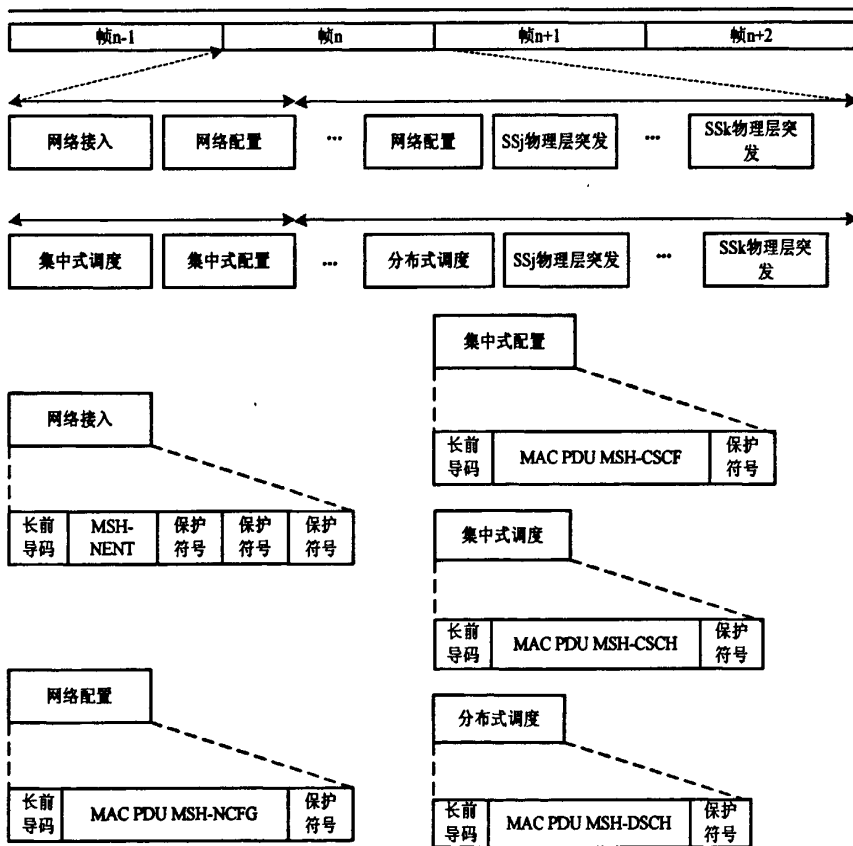 帧n-1
帧n
帧n+1
帧n+2
网络接入
网络配置
...
网络配置
SSj物理层突发
...
SSk物理层突
发
集中式调度
集中式配置
...
分布式调度
SSj物理层突发
...
SSk物理层突
发
网络接入
长前
导码
MSH-
NENT
保护
符号
保护
符号
保护
符号
网络配置
长前
导码
MAC PDU MSH-NCFG
保护
符号
集中式配置
长前
导码
MAC PDU MSH-CSCF
保护
符号
集中式调度
长前
导码
MAC PDU MSH-CSCH
保护
符号
分布式调度
长前
导码
MAC PDU MSH-DSCH
保护
符号